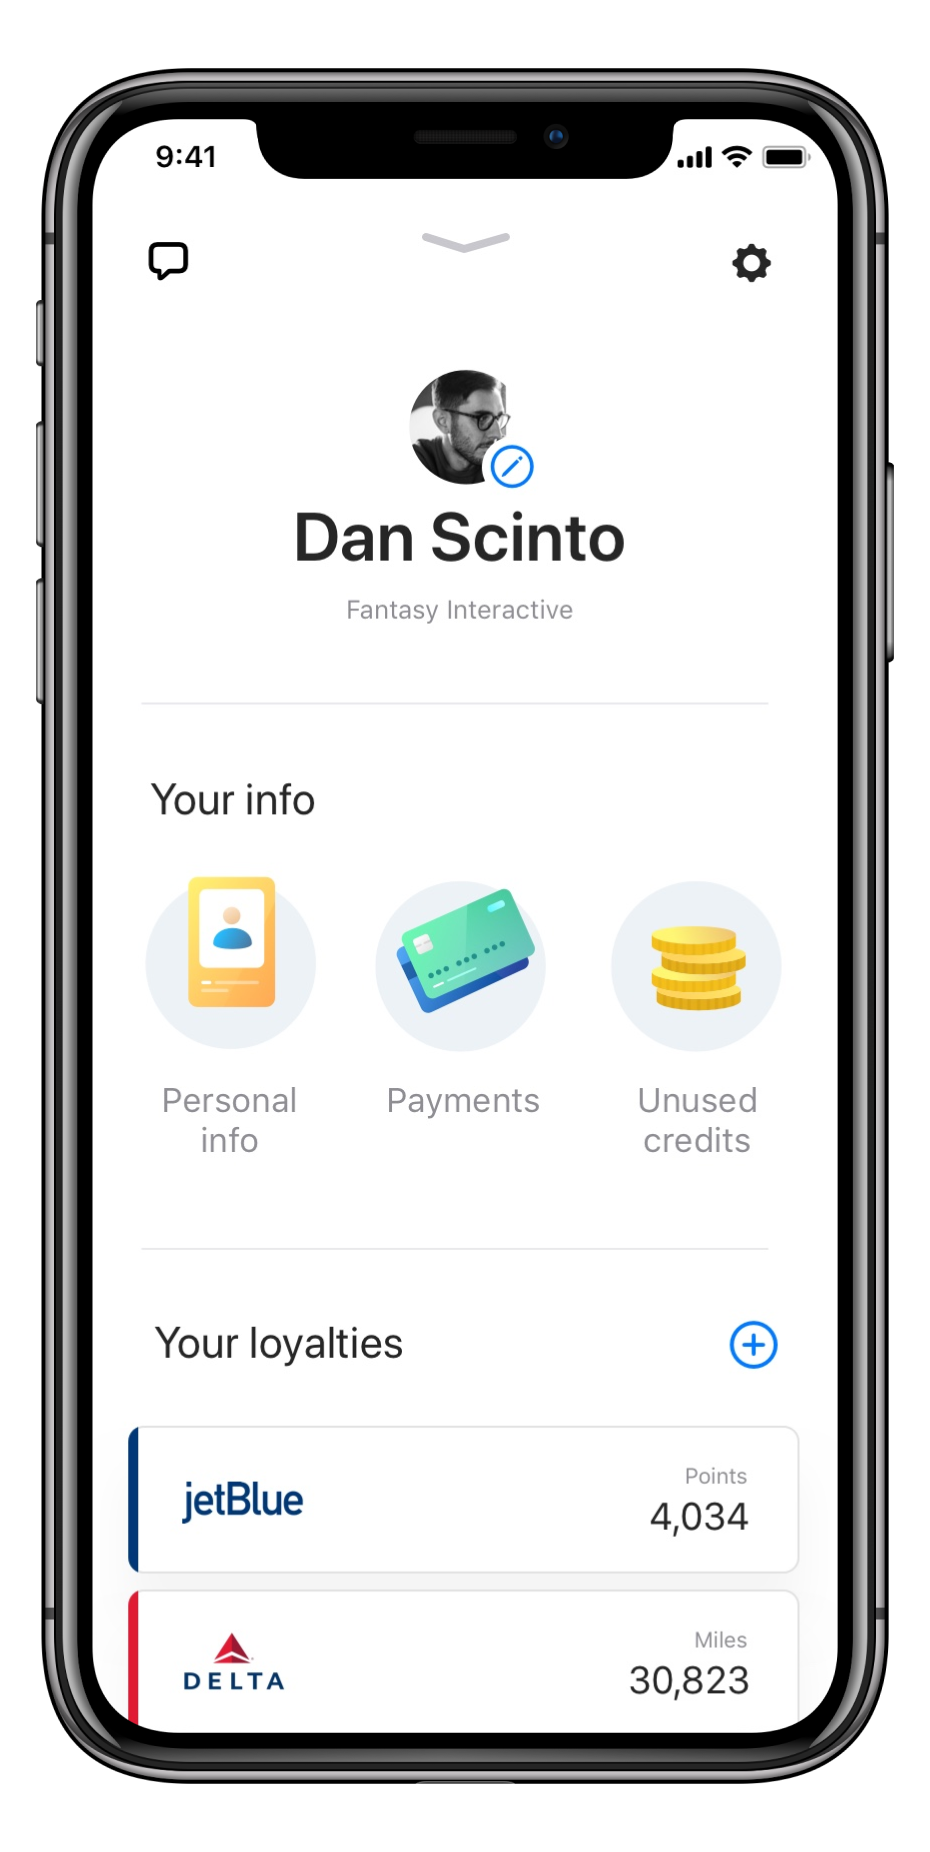 9:41
Dan Scinto
Fantasy Interactive
Your info
Personal info
Payments
Unused credits
Your loyalties
jetBlue
Points
4,034
DELTA
Miles
30,823